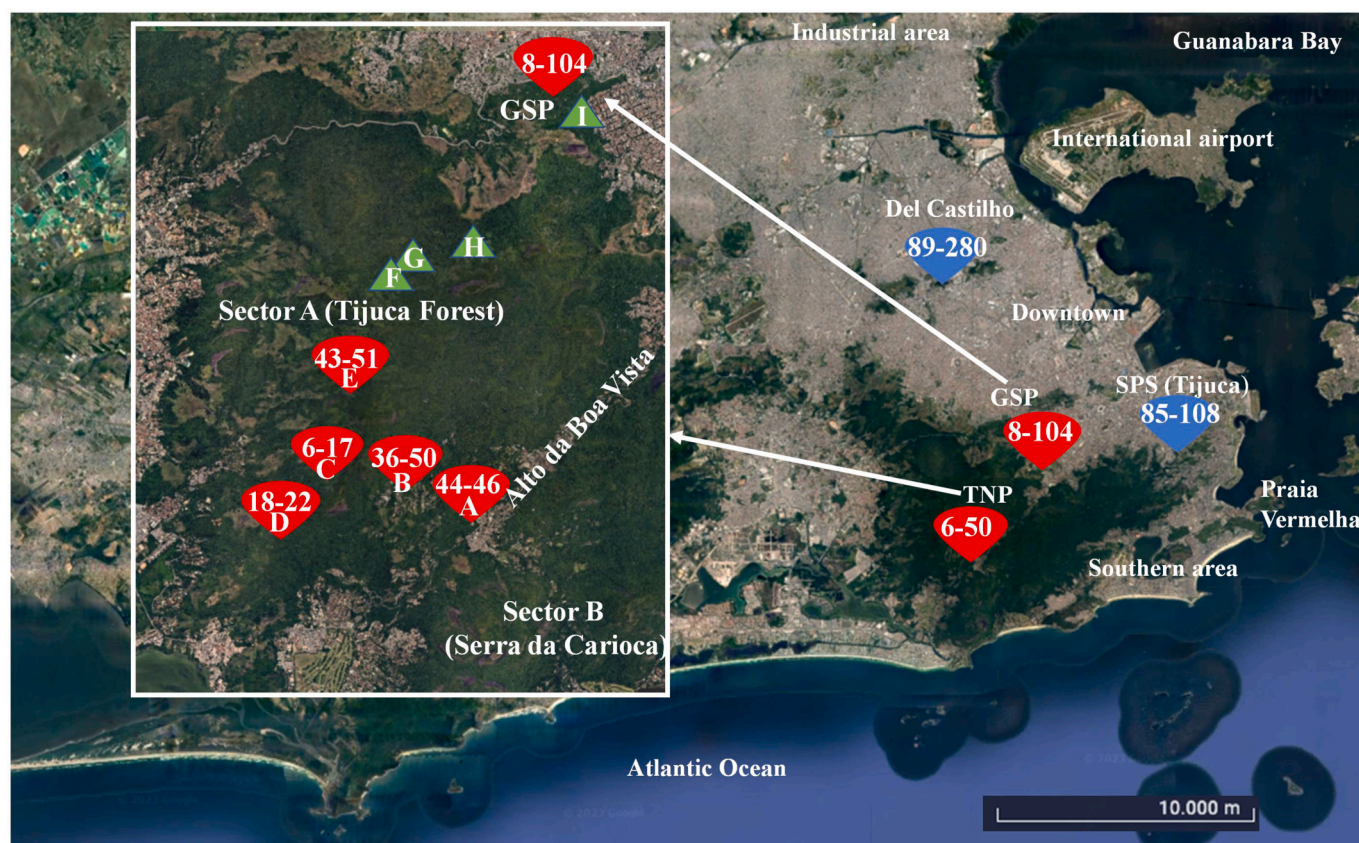 Industrial area
Guanabara Bay
8-104
GSP
I
International airport
Del Castilho
89-280
H
G
F
Sector A (Tijuca Forest)
Downtown
43-51
E
Alto da Boa Vista
GSP
8-104
SPS (Tijuca)
85-108
6-17
C
36-50
B
44-46
A
18-22
D
TNP
6-50
Praia
Vermelha
Southern area
Sector B
(Serra da Carioca)
Atlantic Ocean
10.000 m